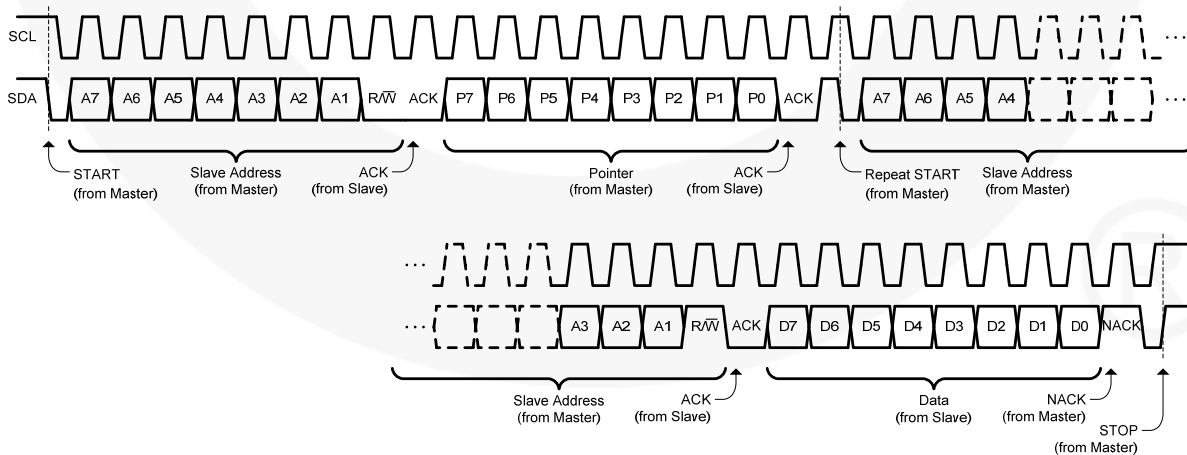 SCL
...
SDA A7 A6 A5 A4 A3 A2 A1 R/W̅ ACK P7 P6 P5 P4 P3 P2 P1 P0 ACK A7 A6 A5 A4 ...
START
(from Master)
Slave Address
(from Master)
ACK
(from Slave)
Pointer
(from Master)
ACK
(from Slave)
Repeat START
(from Master)
Slave Address
(from Master)
...
... A3 A2 A1 R/W̅ ACK D7 D6 D5 D4 D3 D2 D1 D0 NACK
Slave Address
(from Master)
ACK
(from Slave)
Data
(from Slave)
NACK
(from Master)
STOP
(from Master)
®